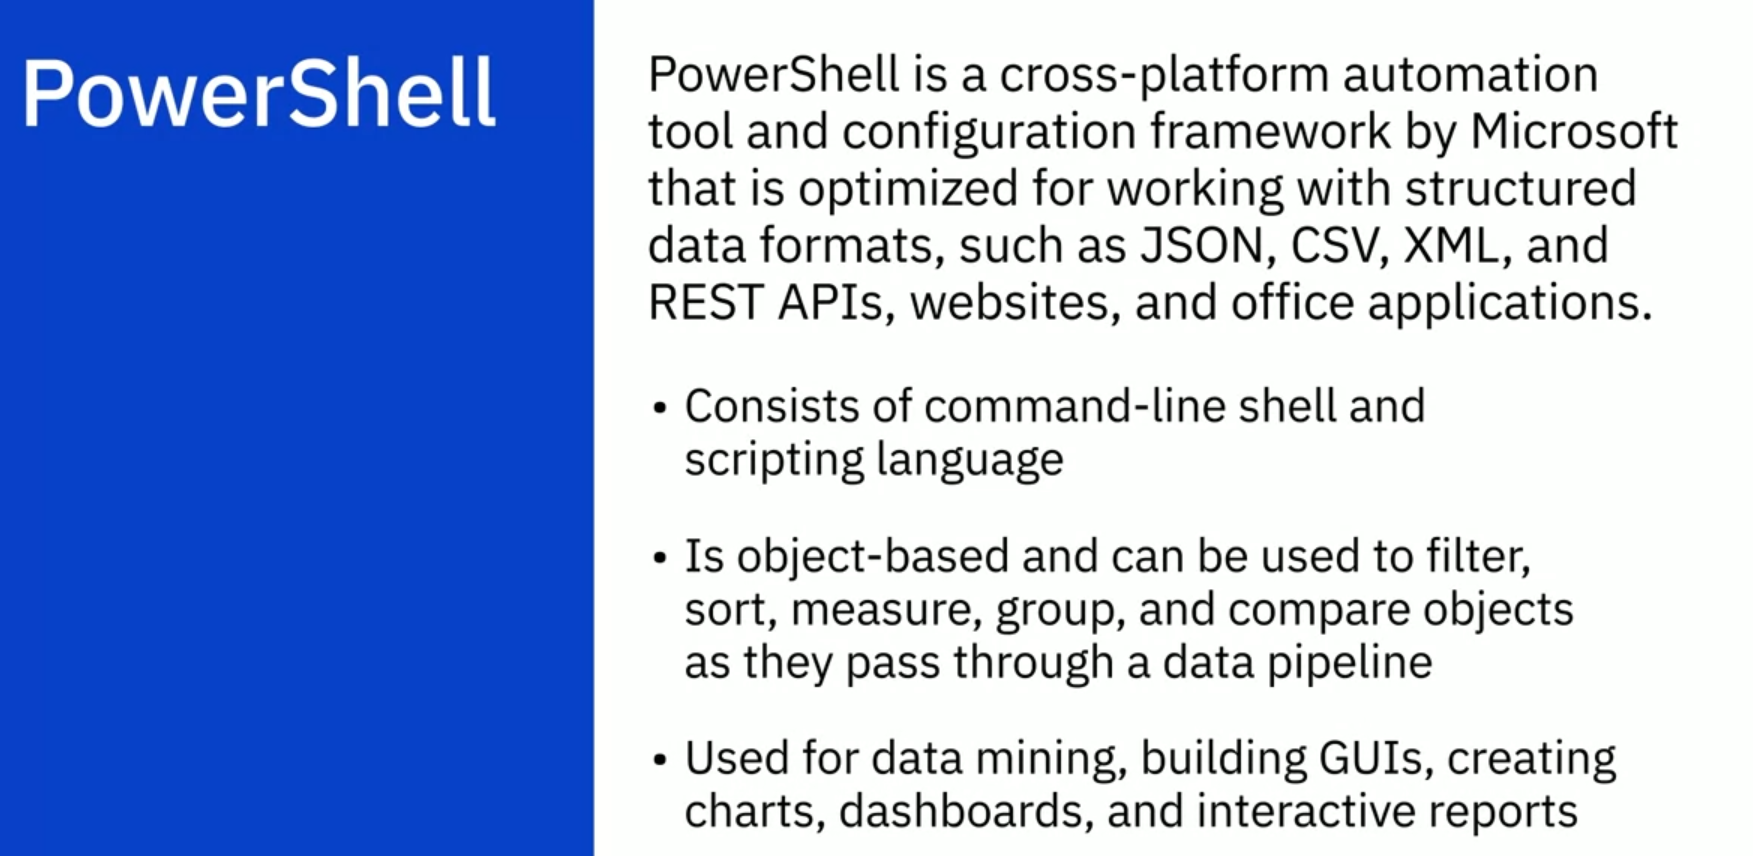 PowerShell
PowerShell is a cross-platform automation
tool and configuration framework by Microsoft
that is optimized for working with structured
data formats, such as JSON, CSV, XML, and
REST APIs, websites, and office applications.
• Consists of command-line shell and
scripting language
• Is object-based and can be used to filter,
sort, measure, group, and compare objects
as they pass through a data pipeline
• Used for data mining, building GUIs, creating
charts, dashboards, and interactive reports